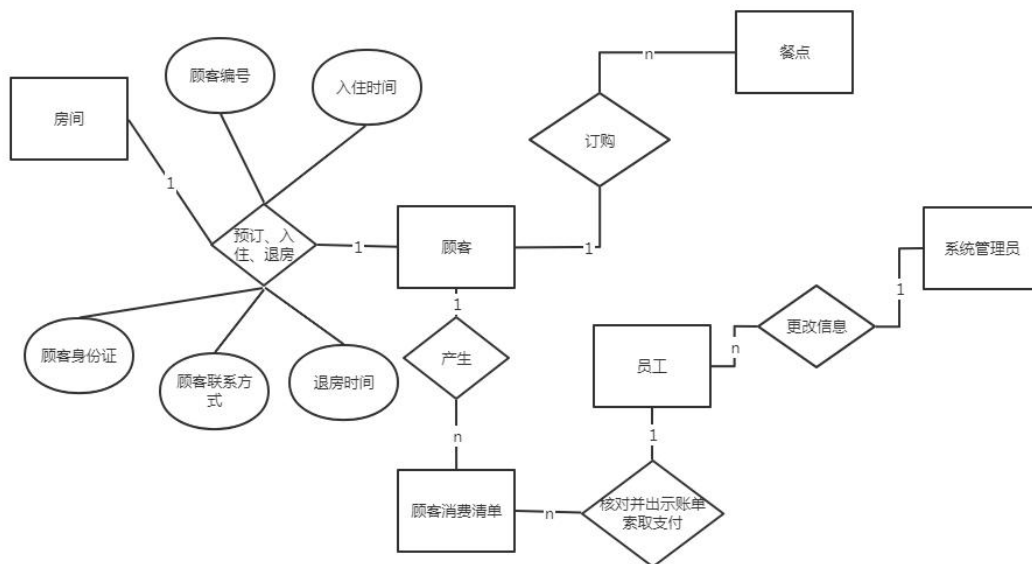 餐点
n
顾客编号
入住时间
房间
订购
1
预订、入
住、退房
1
顾客
1
系统管理员
1
1
更改信息
n
产生
员工
顾客身份证
顾客联系方
式
退房时间
n
1
顾客消费清单
n
核对并出示账单
索取支付